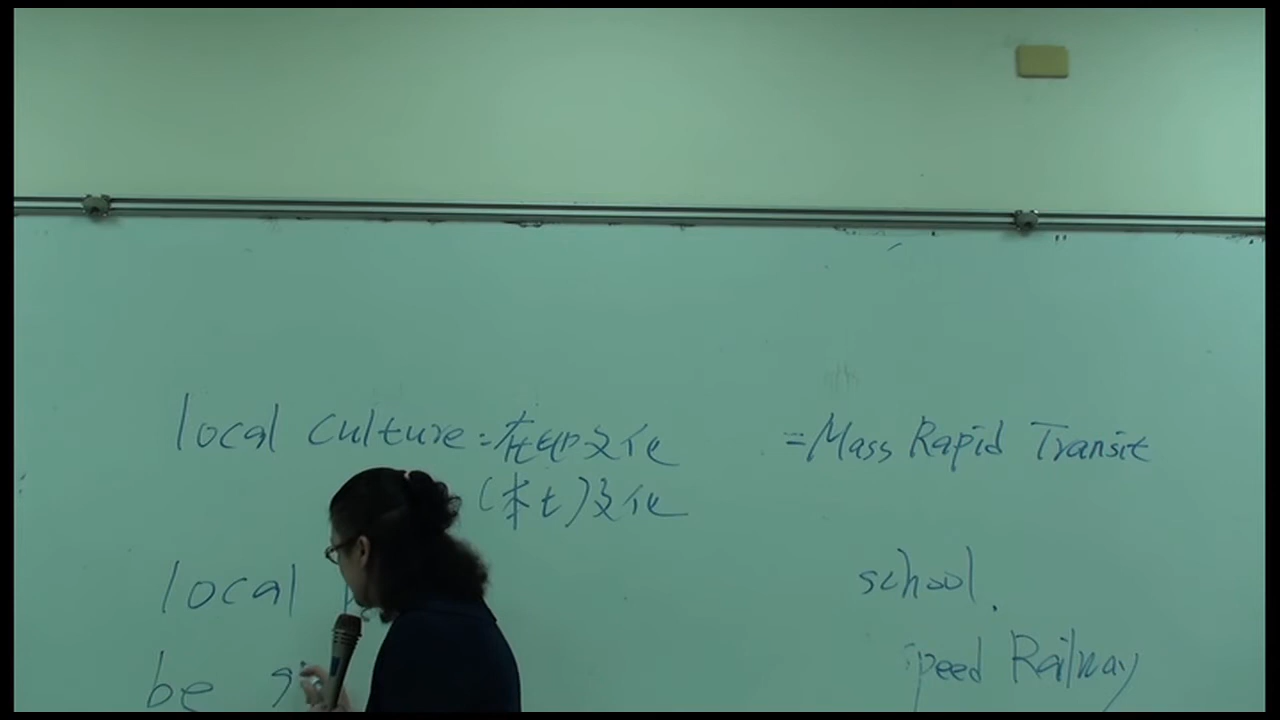 local culture = 在地文化
(本土)文化
local
be
= Mass Rapid Transit
school.
peed Railway